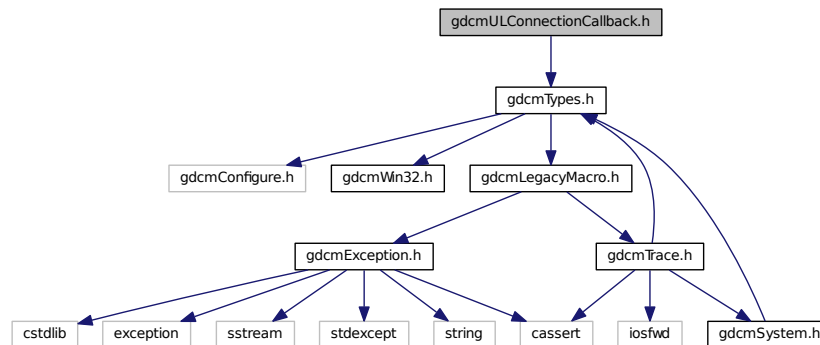 gdcmULConnectionCallback.h
gdcmTypes.h
gdcmConfigure.h
gdcmWin32.h
gdcmLegacyMacro.h
gdcmException.h
gdcmTrace.h
cstdlib
exception
sstream
stdexcept
string
cassert
iosfwd
gdcmSystem.h